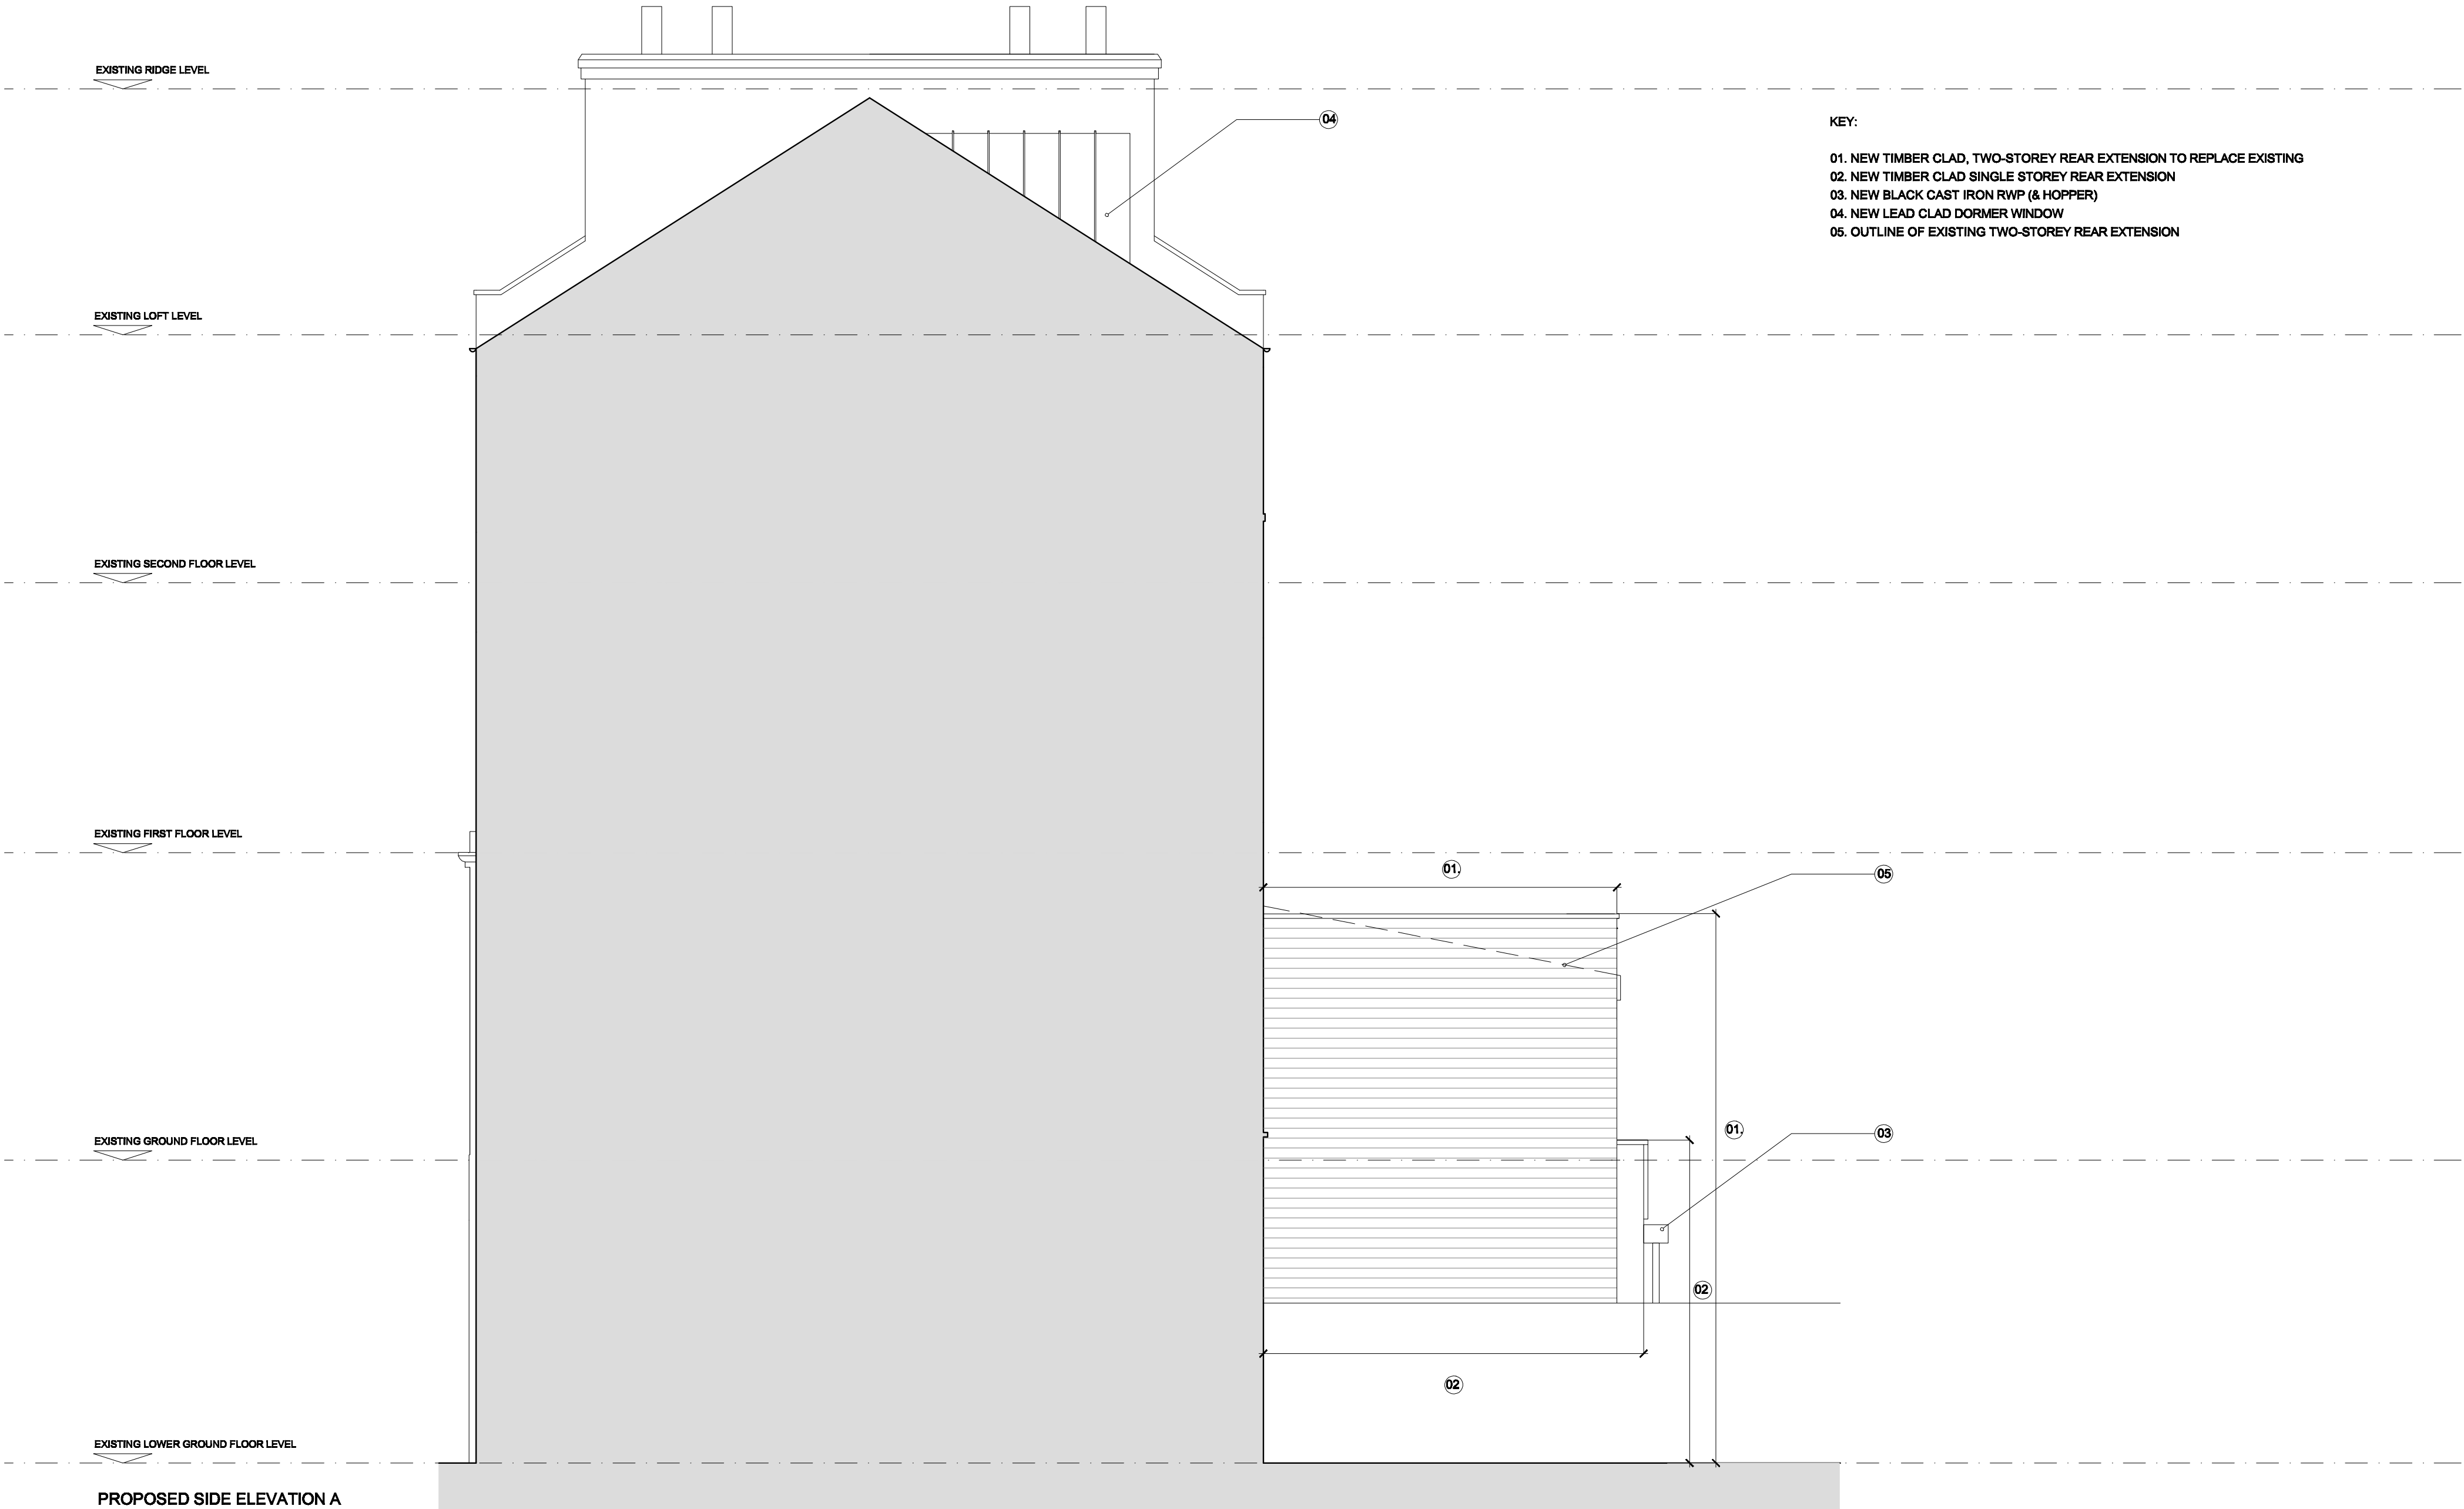 EXISTING RIDGE LEVEL
04
KEY:
01. NEW TIMBER CLAD, TWO-STOREY REAR EXTENSION TO REPLACE EXISTING
02. NEW TIMBER CLAD SINGLE STOREY REAR EXTENSION
03. NEW BLACK CAST IRON RWP (& HOPPER)
04. NEW LEAD CLAD DORMER WINDOW
05. OUTLINE OF EXISTING TWO-STOREY REAR EXTENSION
EXISTING LOFT LEVEL
EXISTING SECOND FLOOR LEVEL
EXISTING FIRST FLOOR LEVEL
01.
05
EXISTING GROUND FLOOR LEVEL
01.
03
02
02
EXISTING LOWER GROUND FLOOR LEVEL
PROPOSED SIDE ELEVATION A